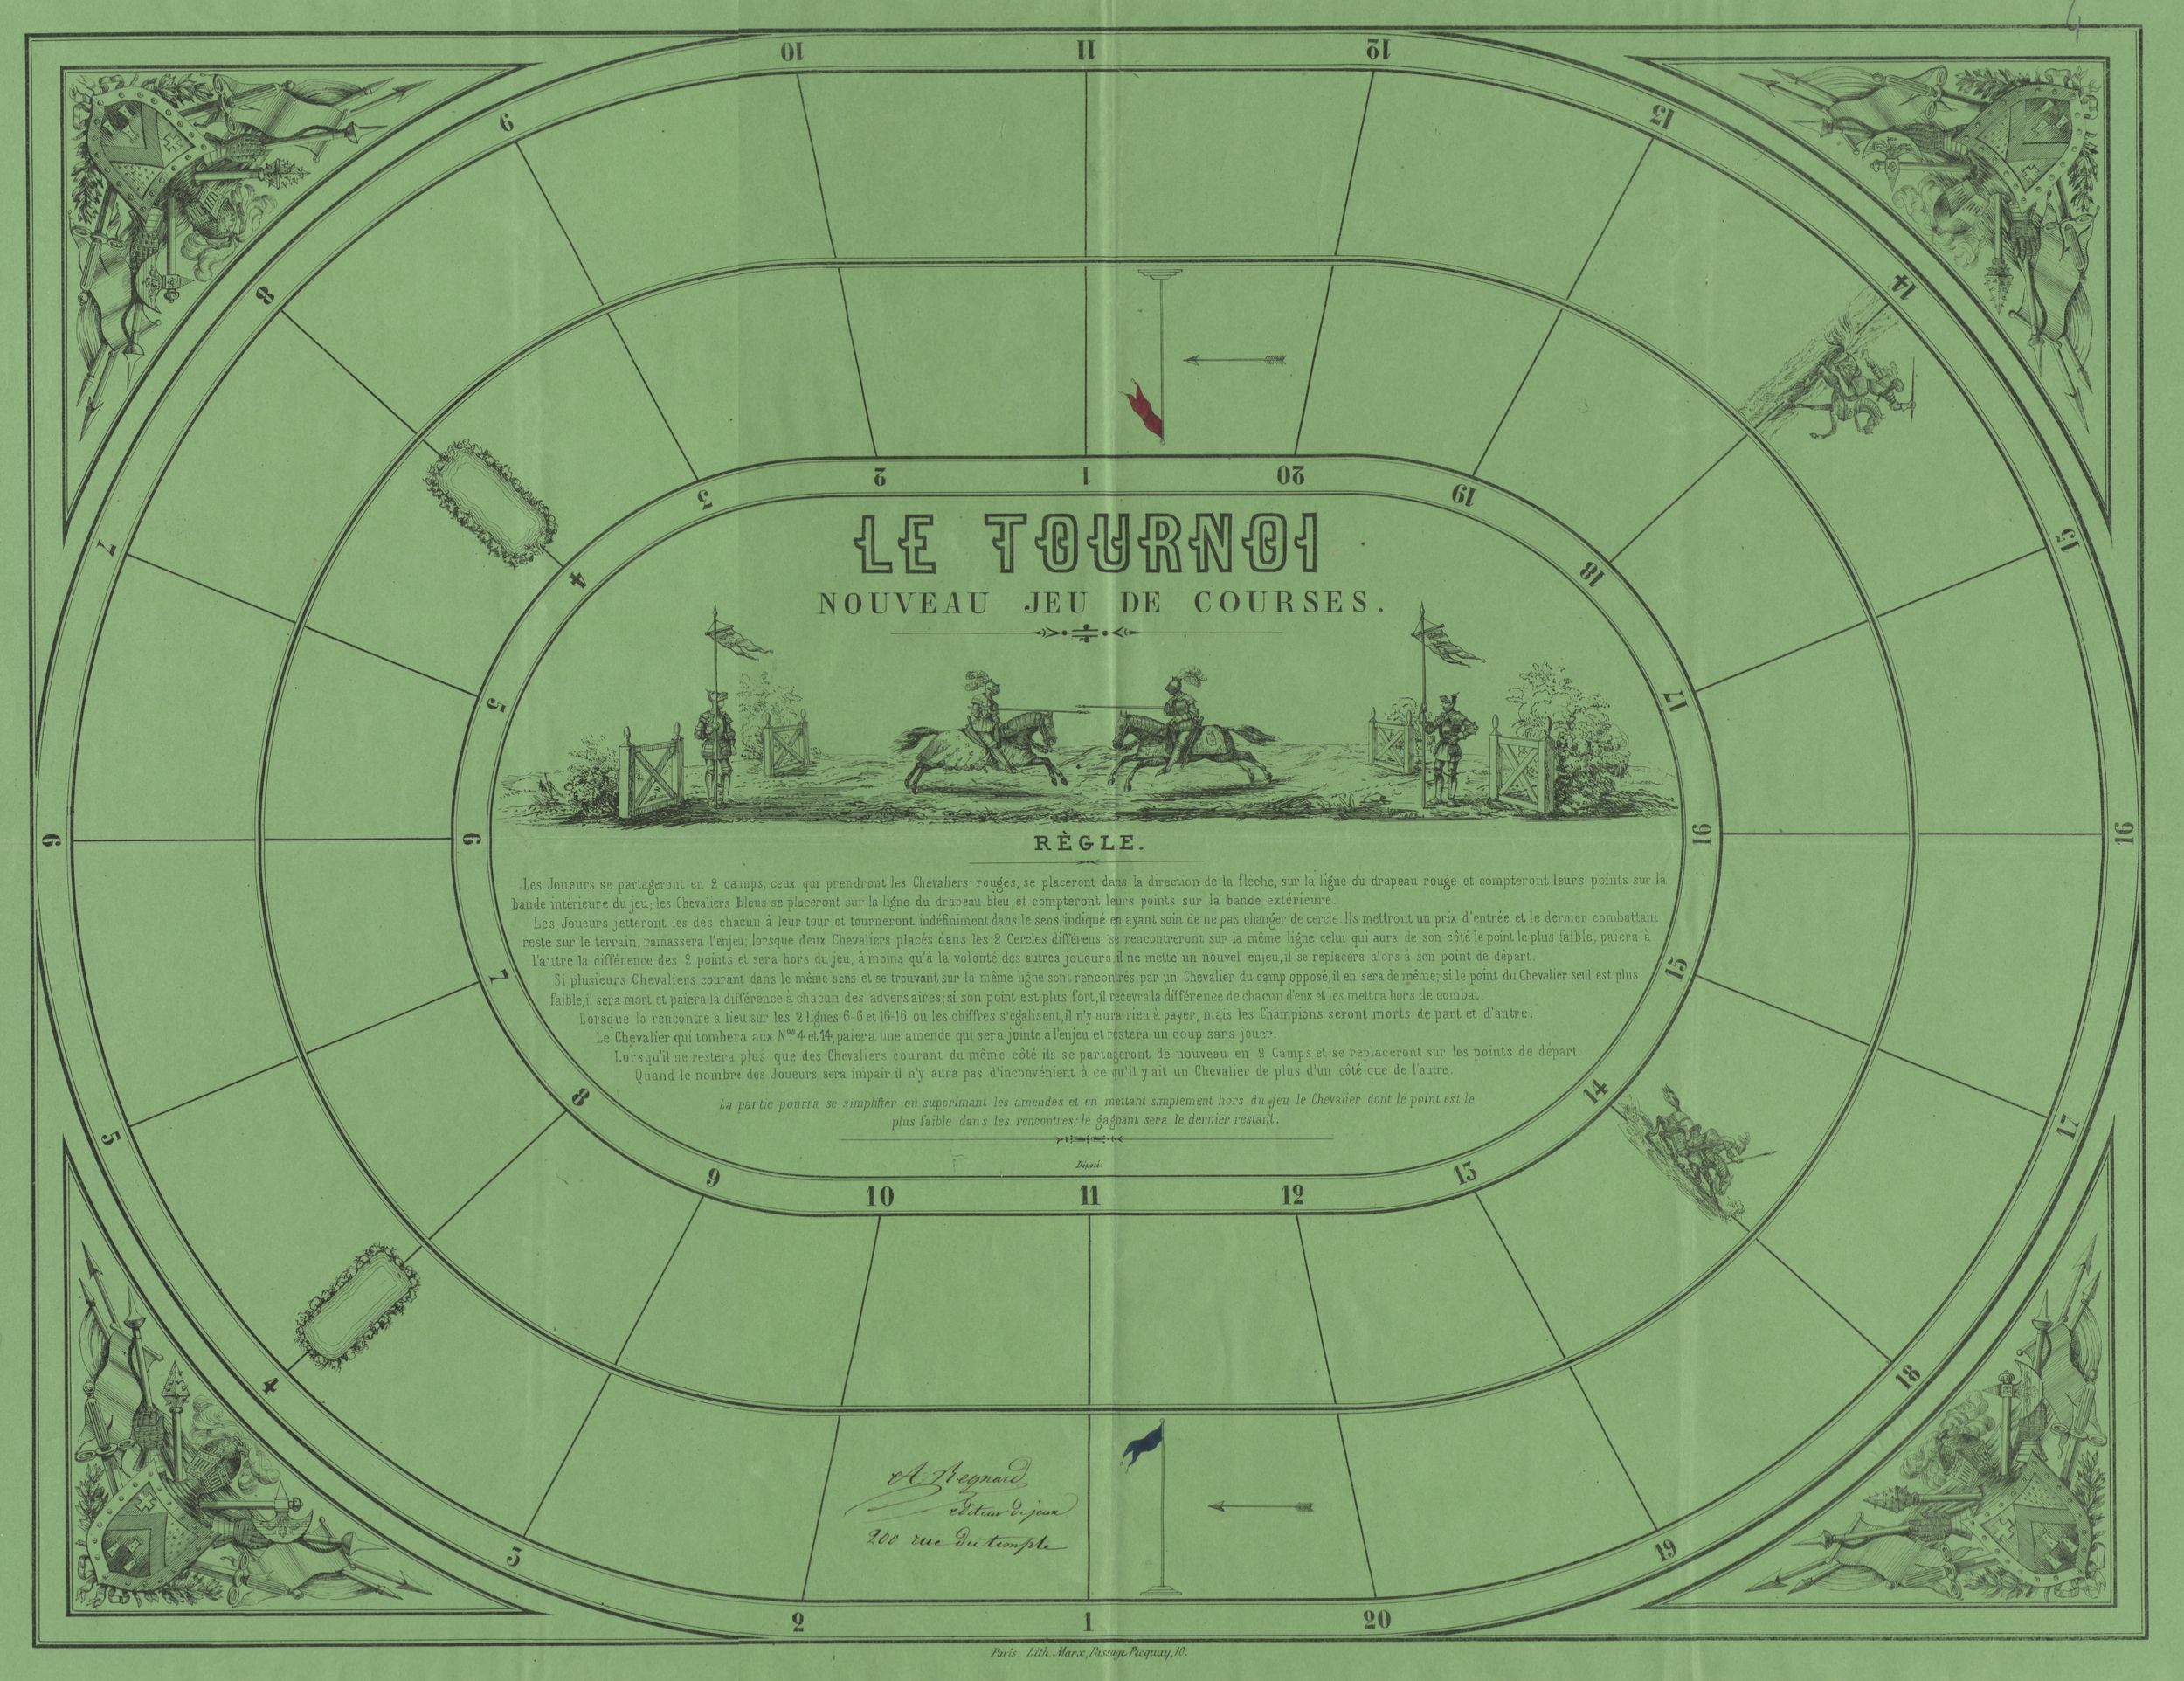 10 11 12
9 13
8 14
7 15
6 16
5 17
4 18
3 19
2 1 20
2 1 20
3 19
4 18
5 17
6 16
7 15
8 14
9 13
10 11 12
LE TOURNOI
NOUVEAU JEU DE COURSES.
RÈGLE.
Les Joueurs se partageront en 2 camps; ceux qui prendront les Chevaliers rouges, se placeront dans la direction de la flèche, sur la ligne du drapeau rouge et compteront leurs points sur la
bande intérieure du jeu; les Chevaliers bleus se placeront sur la ligne du drapeau bleu, et compteront leurs points sur la bande extérieure.
Les Joueurs jetteront les dés chacun à leur tour et tourneront indéfiniment dans le sens indiqué en ayant soin de ne pas changer de cercle. Ils mettront un prix d'entrée et le dernier combattant
resté sur le terrain, ramassera l'enjeu; lorsque deux Chevaliers placés dans les 2 Cercles différens se rencontreront sur la même ligne, celui qui aura de son côté le point le plus faible, paiera à
l'autre la différence des 2 points et sera hors du jeu, à moins qu'à la volonté des autres joueurs il ne mette un nouvel enjeu, il se replacera alors à son point de départ.
Si plusieurs Chevaliers courant dans le même sens et se trouvant sur la même ligne sont rencontrés par un Chevalier du camp opposé, il en sera de même; si le point du Chevalier seul est plus
faible, il sera mort et paiera la différence à chacun des adversaires; si son point est plus fort, il recevra la différence de chacun d'eux et les mettra hors de combat.
Lorsque la rencontre a lieu sur les 2 lignes 6-6 et 16-16 ou les chiffres s'égalisent, il n'y aura rien à payer, mais les Champions seront morts de part et d'autre.
Le Chevalier qui tombera aux Nos 4 et 14, paiera une amende qui sera jointe à l'enjeu et restera un coup sans jouer.
Lorsqu'il ne restera plus que des Chevaliers courant du même côté ils se partageront de nouveau en 2 Camps et se replaceront sur les points de départ.
Quand le nombre des Joueurs sera impair il n'y aura pas d'inconvénient à ce qu'il y ait un Chevalier de plus d'un côté que de l'autre.
La partie pourra se simplifier en supprimant les amendes et en mettant simplement hors du jeu le Chevalier dont le point est le
plus faible dans les rencontres; le gagnant sera le dernier restant.
Déposé.
A. Regnard
éditeur de jeux
200 rue du temple
Paris. Lith. Marx, Passage Pecquay, 10.